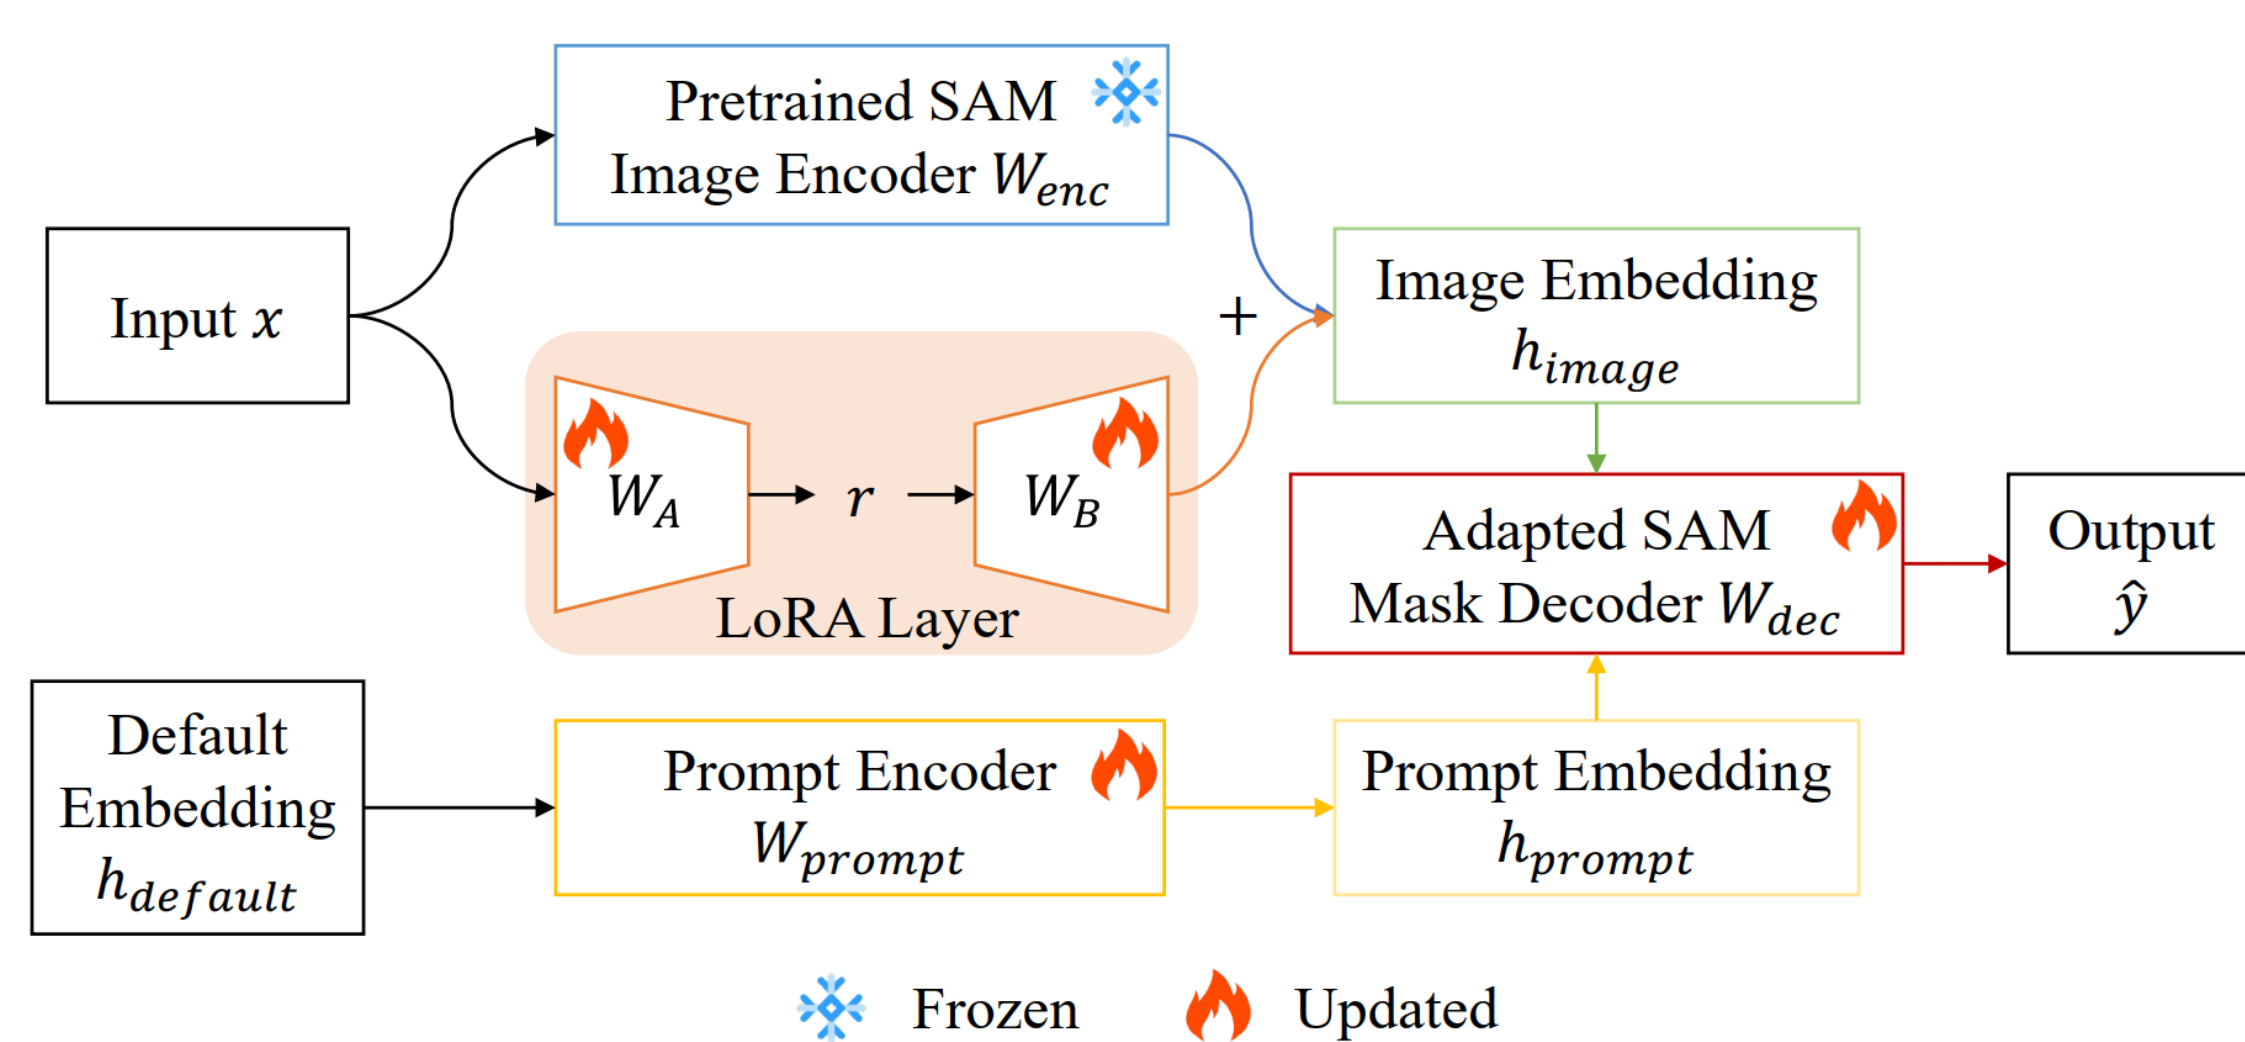 Pretrained SAM
Image Encoder W_enc
Input x
+
Image Embedding
h_image
W_A
r
W_B
LoRA Layer
Adapted SAM
Mask Decoder W_dec
Output
ŷ
Default
Embedding
h_default
Prompt Encoder
W_prompt
Prompt Embedding
h_prompt
Frozen
Updated